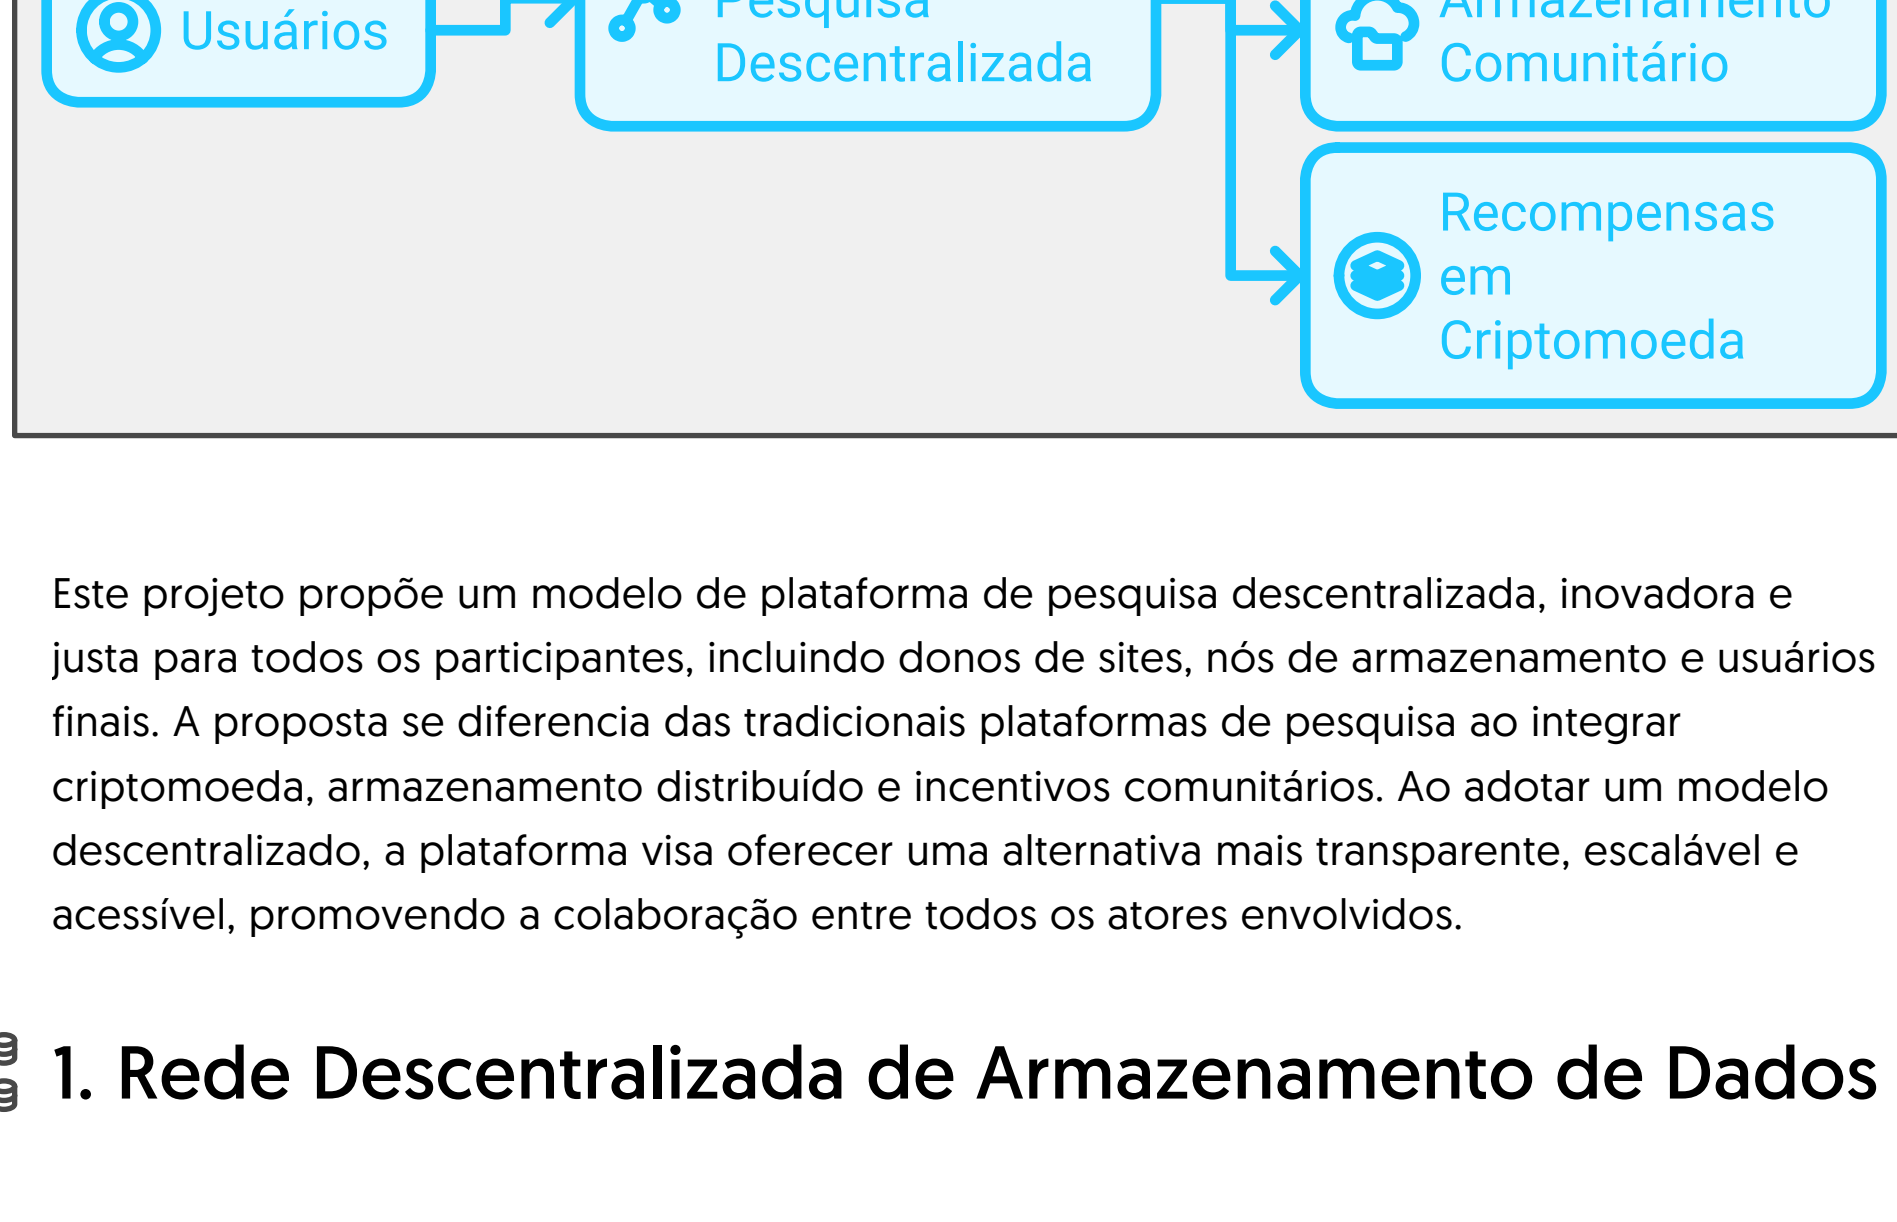 Usuários
Pesquisa
Descentralizada
Armazenamento
Comunitário
Recompensas
em
Criptomoeda
Este projeto propõe um modelo de plataforma de pesquisa descentralizada, inovadora e
justa para todos os participantes, incluindo donos de sites, nós de armazenamento e usuários
finais. A proposta se diferencia das tradicionais plataformas de pesquisa ao integrar
criptomoeda, armazenamento distribuído e incentivos comunitários. Ao adotar um modelo
descentralizado, a plataforma visa oferecer uma alternativa mais transparente, escalável e
acessível, promovendo a colaboração entre todos os atores envolvidos.
1. Rede Descentralizada de Armazenamento de Dados